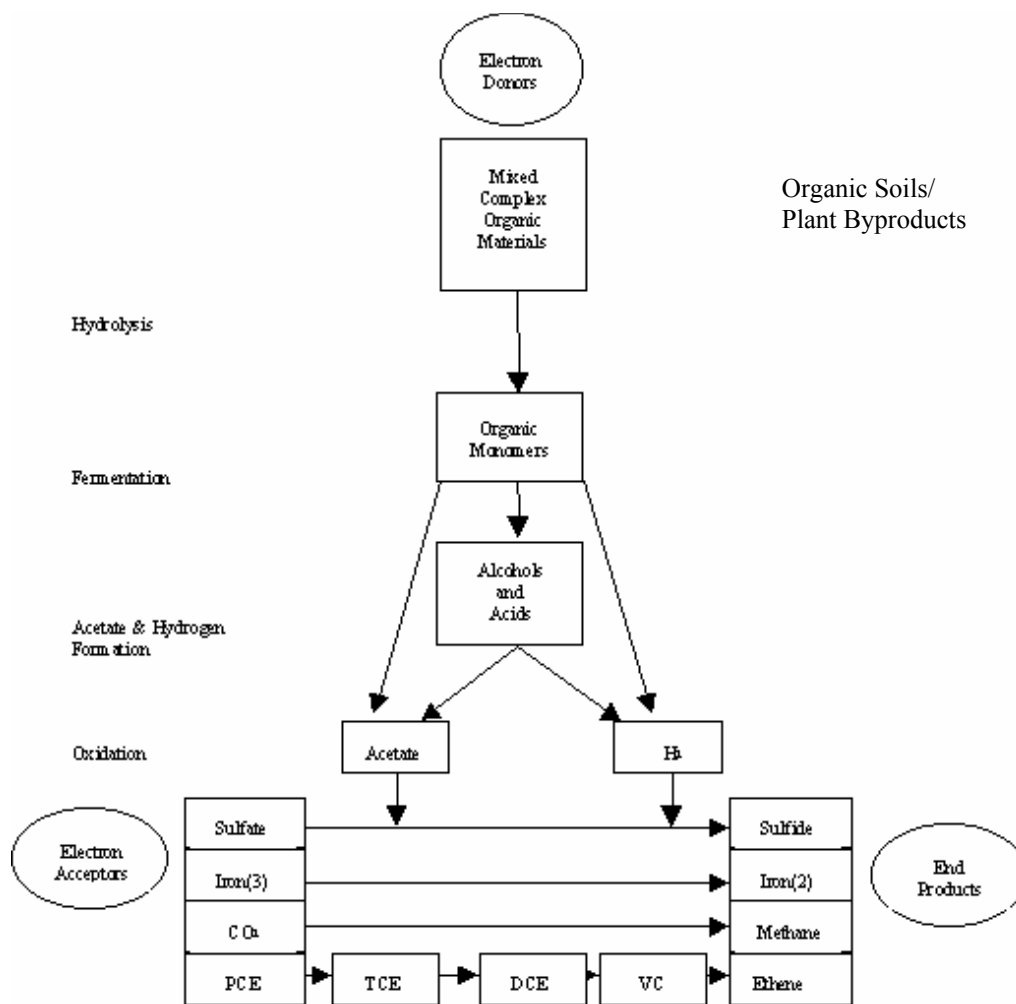 Electron
Donors
Mixed
Complex
Organic
Materials
Organic Soils/
Plant Byproducts
Hydrolysis
Organic
Monomers
Fermentation
Alcohols
and
Acids
Acetate & Hydrogen
Formation
Oxidation
Acetate
H2
Electron
Acceptors
Sulfate
Sulfide
Iron(3)
Iron(2)
CO2
Methane
PCE
TCE
DCE
VC
Ethene
End
Products